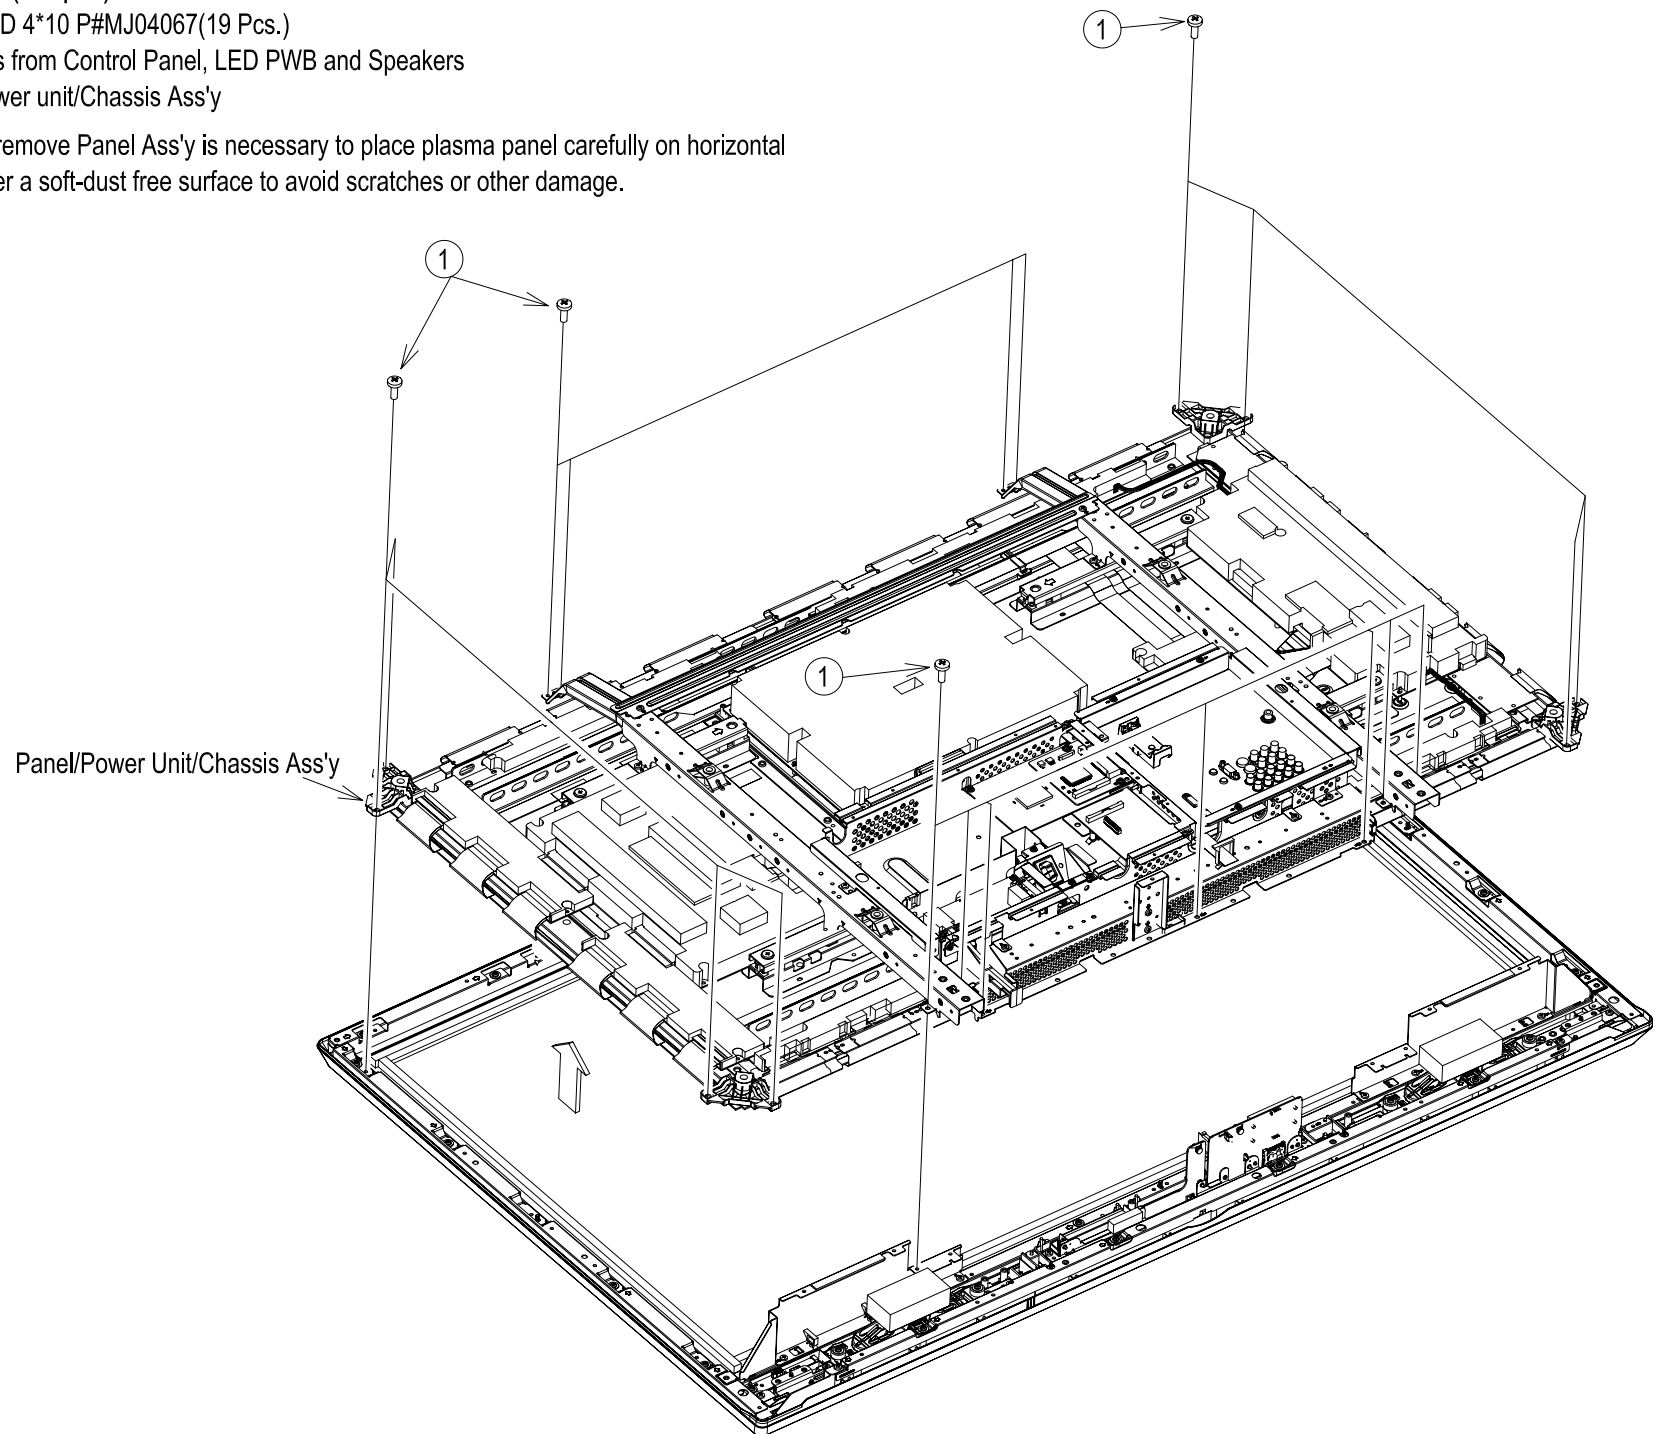 D 4*10 P#MJ04067(19 Pcs.)
s from Control Panel, LED PWB and Speakers
wer unit/Chassis Ass'y
remove Panel Ass'y is necessary to place plasma panel carefully on horizontal
er a soft-dust free surface to avoid scratches or other damage.
1
1
1
Panel/Power Unit/Chassis Ass'y